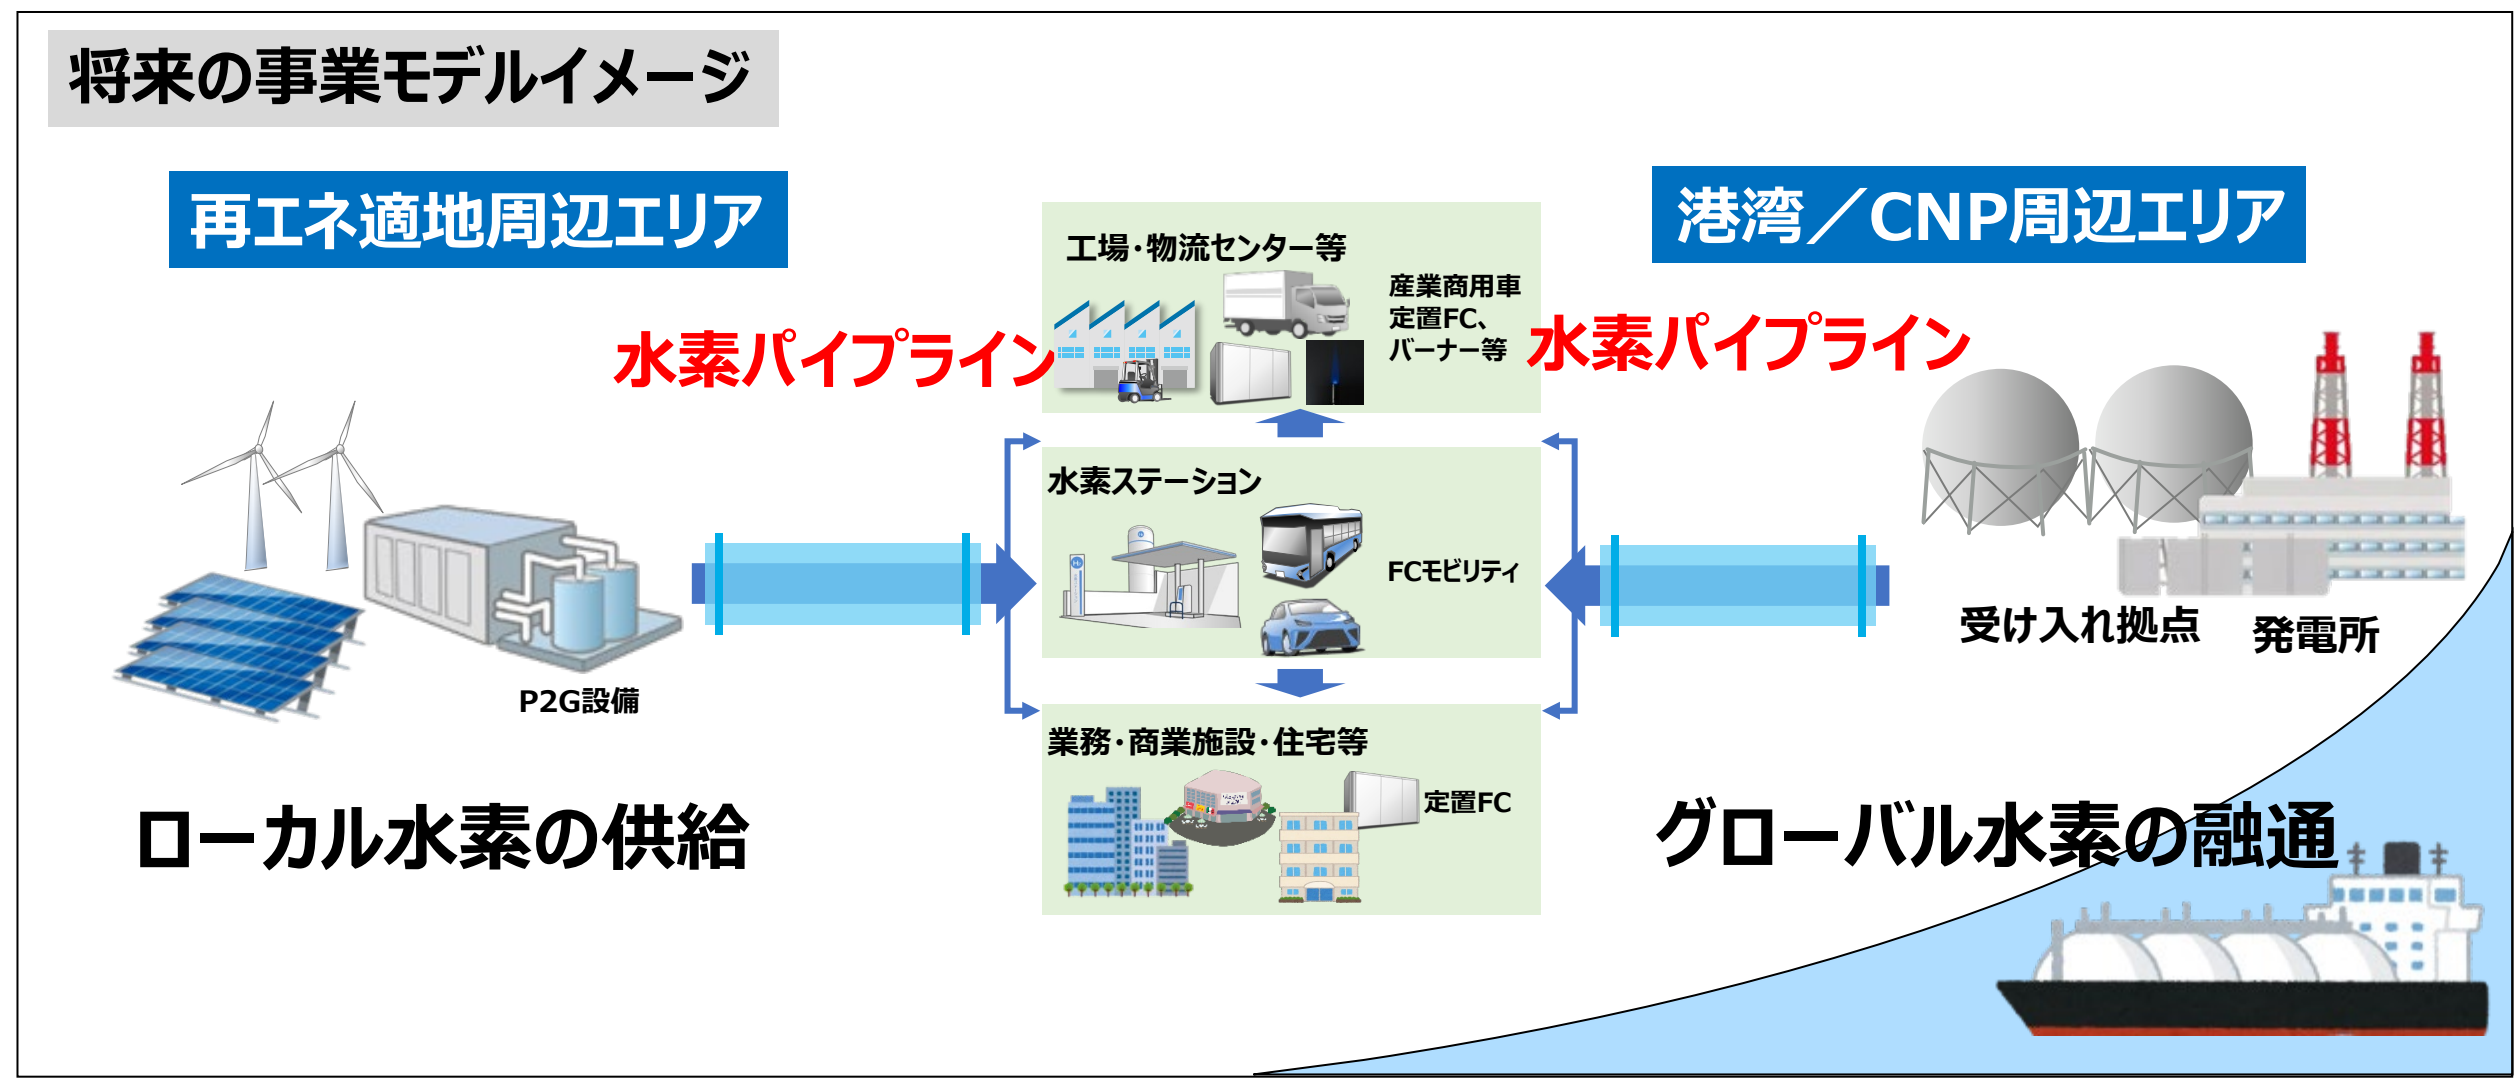 将来の事業モデルイメージ
再エネ適地周辺エリア
港湾／CNP周辺エリア
水素パイプライン
工場・物流センター等
産業商用車
定置FC、
バーナー等
水素パイプライン
水素ステーション
FCモビリティ
P2G設備
受け入れ拠点
発電所
業務・商業施設・住宅等
定置FC
ローカル水素の供給
グローバル水素の融通